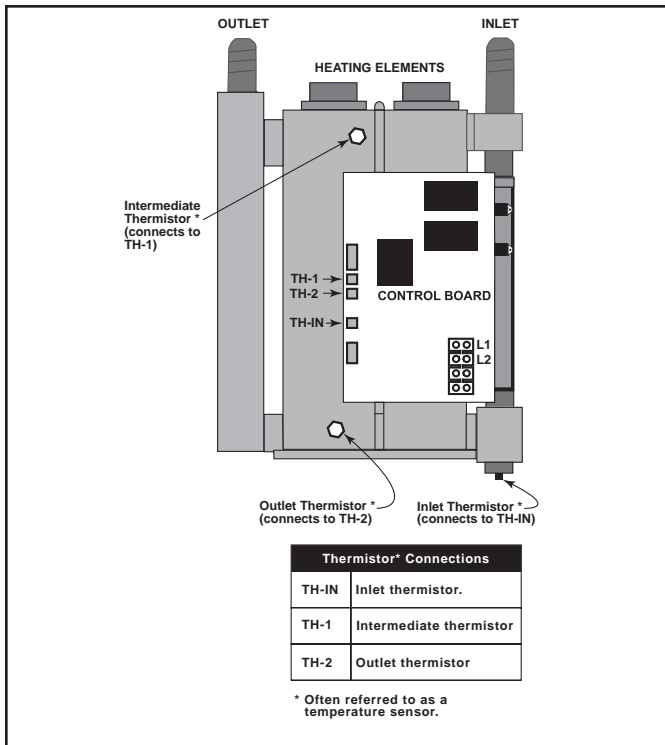 OUTLET
INLET
HEATING ELEMENTS
Intermediate
Thermistor *
(connects to
TH-1)
TH-1
TH-2
CONTROL BOARD
TH-IN
L1
L2
Outlet Thermistor *
(connects to TH-2)
Inlet Thermistor *
(connects to TH-IN)
Thermistor* Connections
TH-IN Inlet thermistor.
TH-1 Intermediate thermistor
TH-2 Outlet thermistor
* Often referred to as a
temperature sensor.